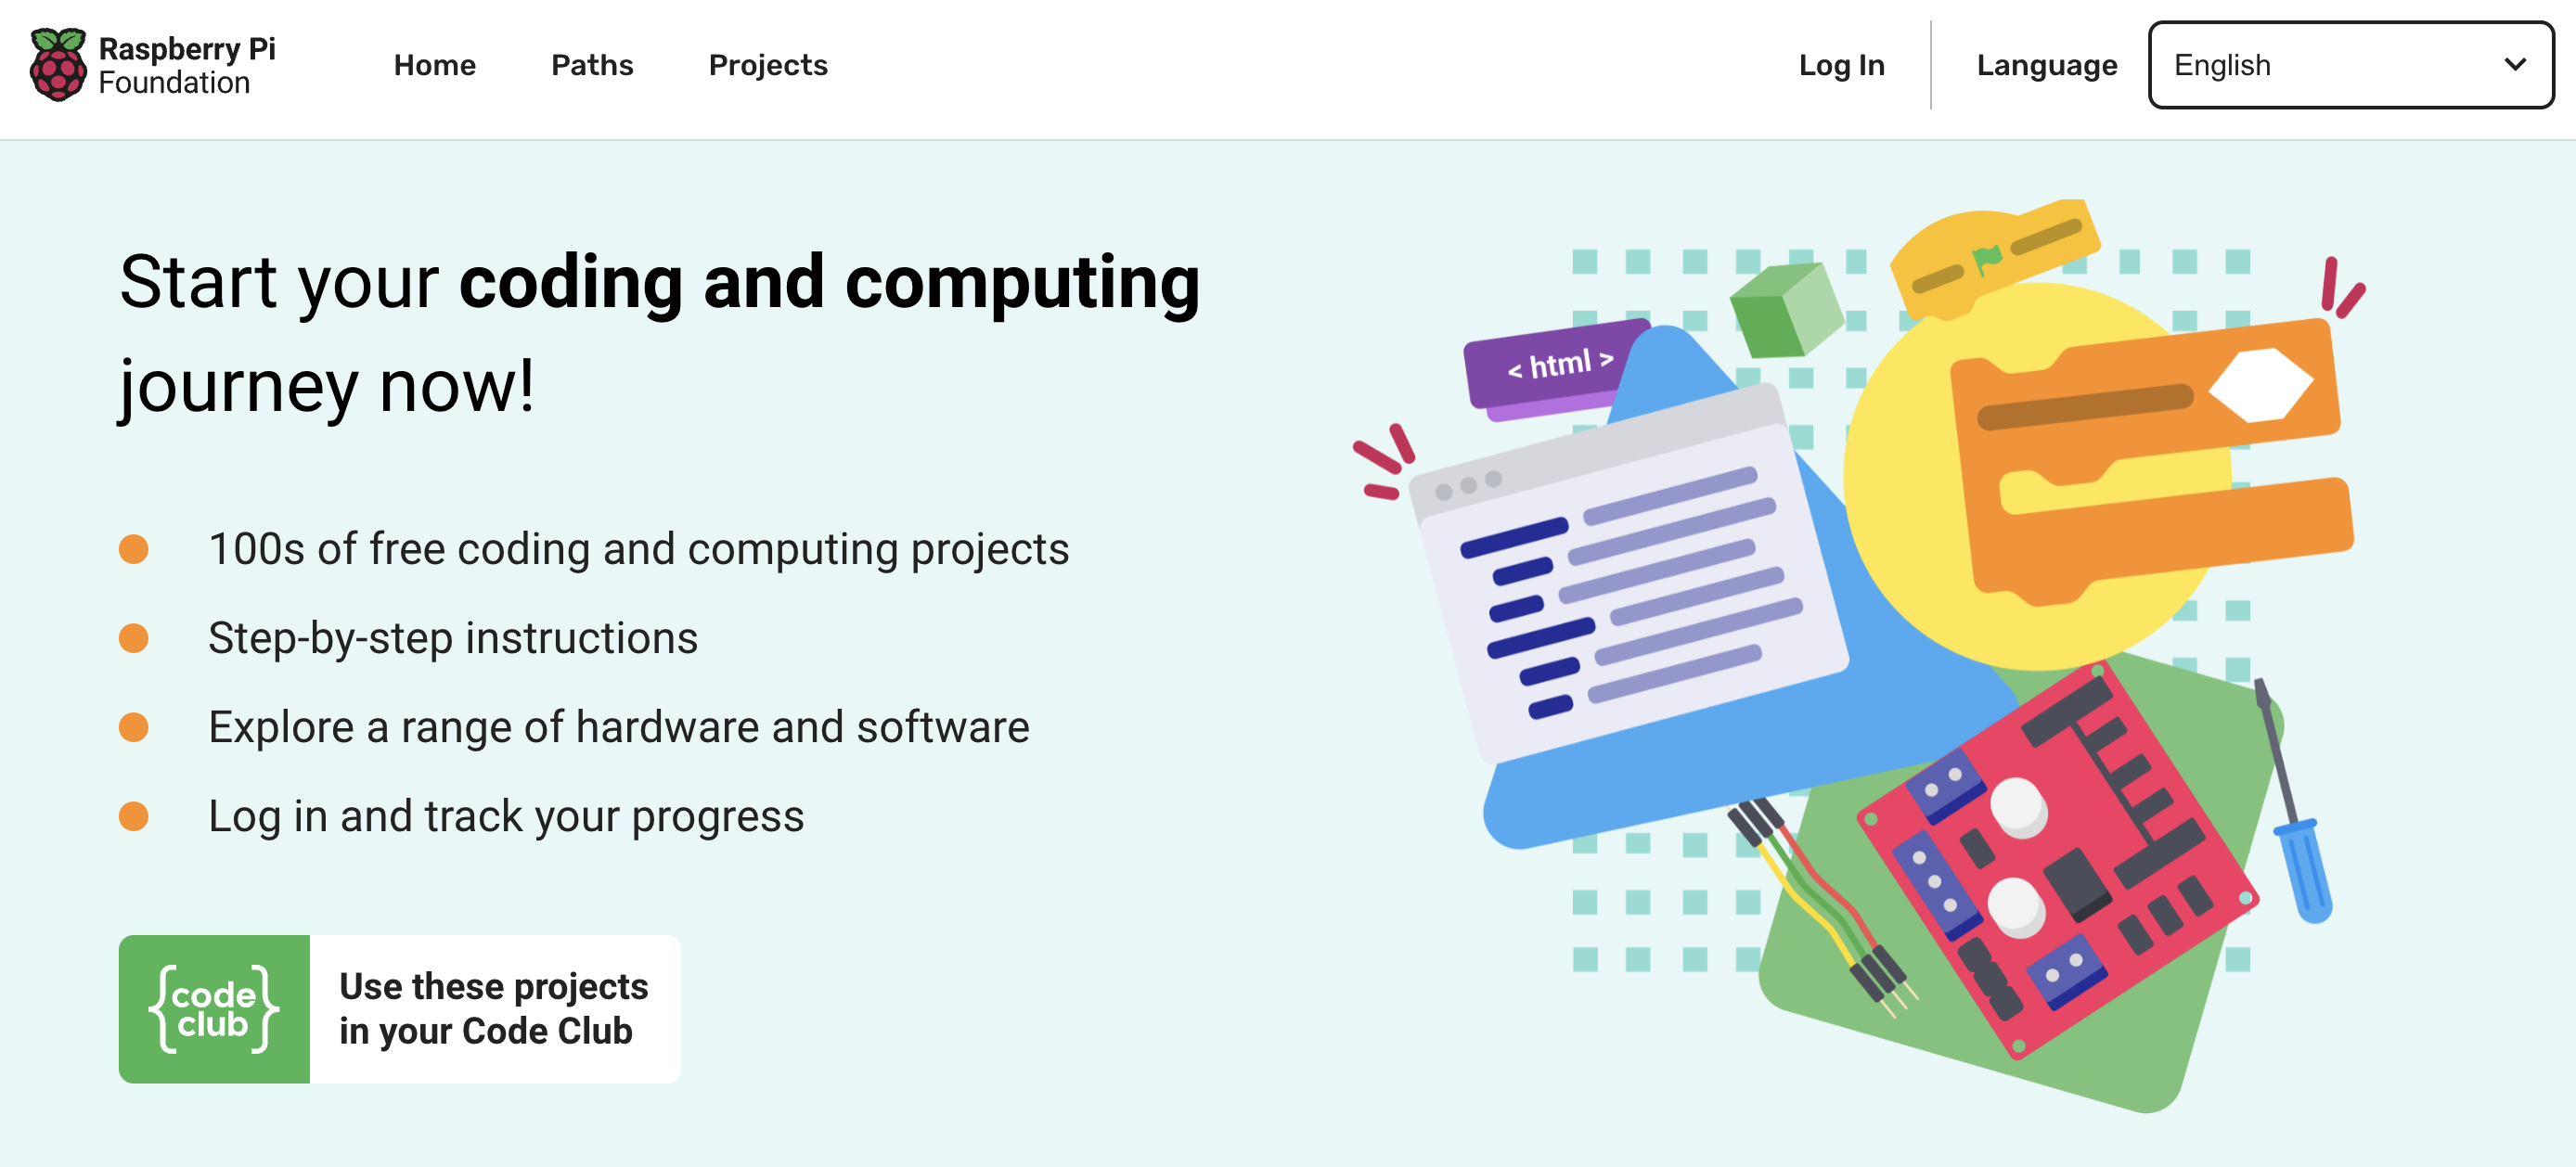 Raspberry Pi
Foundation
Home
Paths
Projects
Log In
Language
English
Start your coding and computing
journey now!
100s of free coding and computing projects
Step-by-step instructions
Explore a range of hardware and software
Log in and track your progress
{code
club}
Use these projects
in your Code Club
< html >